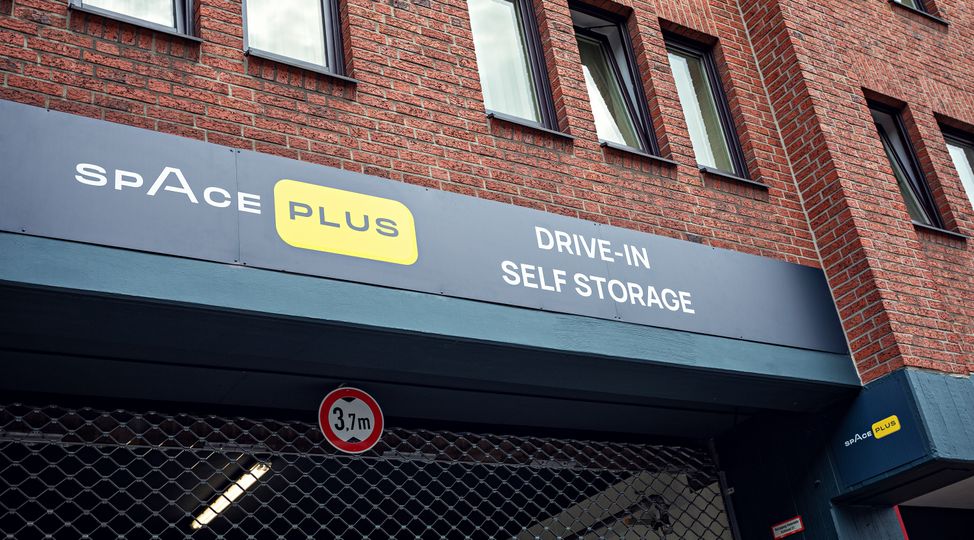 SPACE PLUS
DRIVE-IN
SELF STORAGE
3,7m
SPACE PLUS